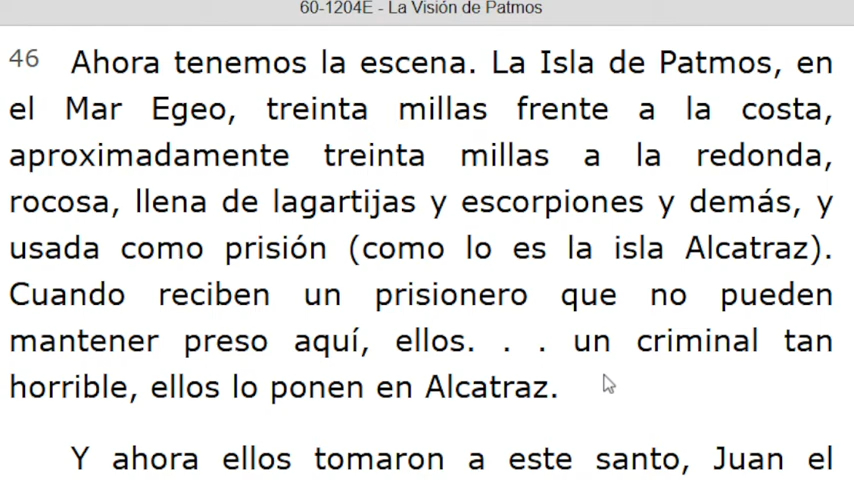 60-1204E - La Visión de Patmos
46 Ahora tenemos la escena. La Isla de Patmos, en
el Mar Egeo, treinta millas frente a la costa,
aproximadamente treinta millas a la redonda,
rocosa, llena de lagartijas y escorpiones y demás, y
usada como prisión (como lo es la isla Alcatraz).
Cuando reciben un prisionero que no pueden
mantener preso aquí, ellos. . . un criminal tan
horrible, ellos lo ponen en Alcatraz.
Y ahora ellos tomaron a este santo, Juan el